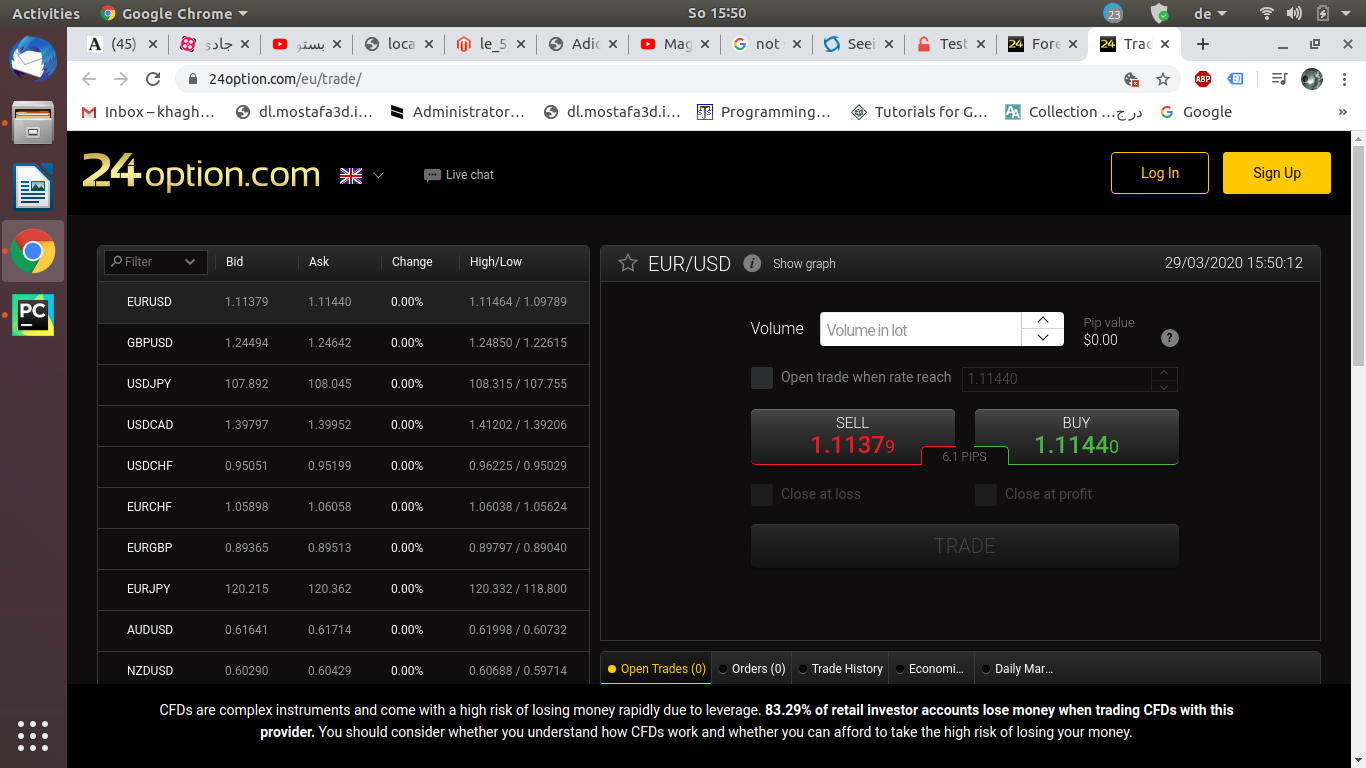 Activities Google Chrome So 15:50 23 de
A (45) جادی بستو loca le_5 Adic Mag not Seei Test 24 Fore 24 Trad
24option.com/eu/trade/ ABP
Inbox – khagh... dl.mostafa3d.i... Administrator... dl.mostafa3d.i... Programming... Tutorials for G... Collection ...در ج Google »
24option.com Live chat Log In Sign Up
Filter Bid Ask Change High/Low
EURUSD 1.11379 1.11440 0.00% 1.11464 / 1.09789
GBPUSD 1.24494 1.24642 0.00% 1.24850 / 1.22615
USDJPY 107.892 108.045 0.00% 108.315 / 107.755
USDCAD 1.39797 1.39952 0.00% 1.41202 / 1.39206
USDCHF 0.95051 0.95199 0.00% 0.96225 / 0.95029
EURCHF 1.05898 1.06058 0.00% 1.06038 / 1.05624
EURGBP 0.89365 0.89513 0.00% 0.89797 / 0.89040
EURJPY 120.215 120.362 0.00% 120.332 / 118.800
AUDUSD 0.61641 0.61714 0.00% 0.61998 / 0.60732
NZDUSD 0.60290 0.60429 0.00% 0.60688 / 0.59714
EUR/USD i Show graph 29/03/2020 15:50:12
Volume Volume in lot Pip value
$0.00 ?
Open trade when rate reach 1.11440
SELL BUY
1.11379 1.11440
6.1 PIPS
Close at loss Close at profit
TRADE
Open Trades (0) Orders (0) Trade History Economi... Daily Mar...
CFDs are complex instruments and come with a high risk of losing money rapidly due to leverage. 83.29% of retail investor accounts lose money when trading CFDs with this
provider. You should consider whether you understand how CFDs work and whether you can afford to take the high risk of losing your money.
PC